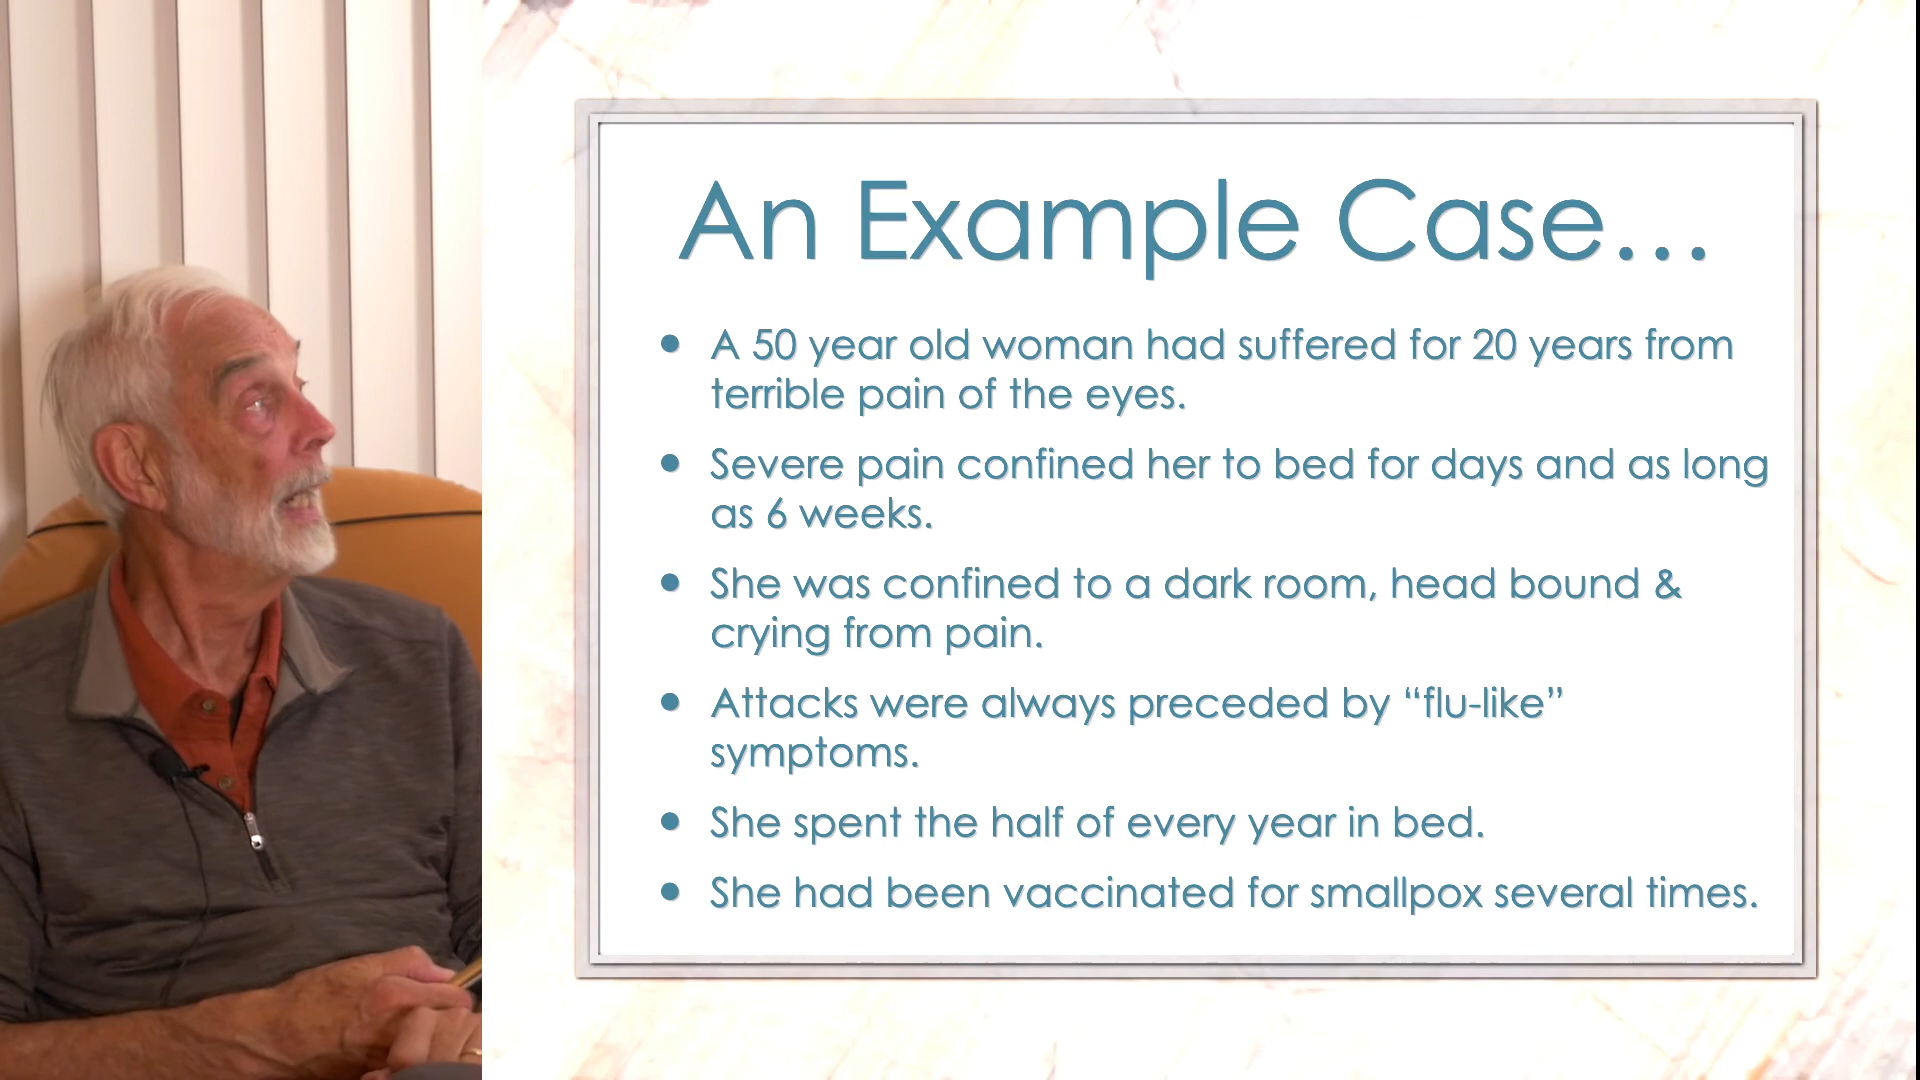 An Example Case…
• A 50 year old woman had suffered for 20 years from
terrible pain of the eyes.
• Severe pain confined her to bed for days and as long
as 6 weeks.
• She was confined to a dark room, head bound &
crying from pain.
• Attacks were always preceded by “flu-like”
symptoms.
• She spent the half of every year in bed.
• She had been vaccinated for smallpox several times.